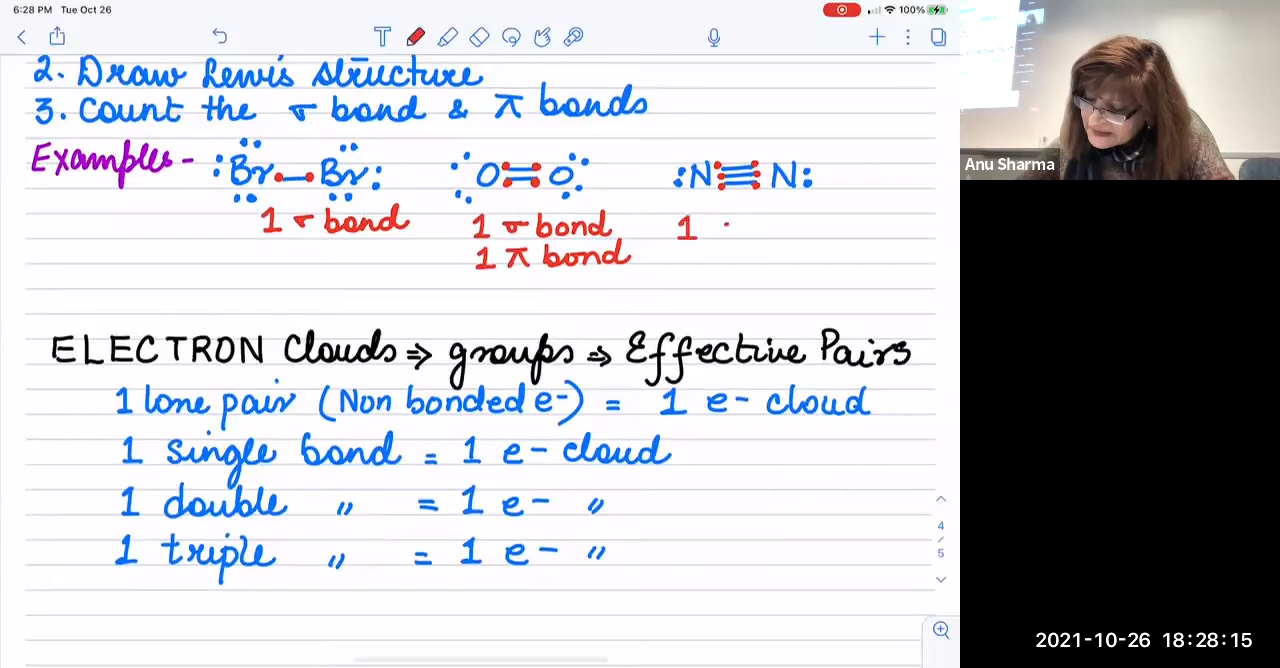 6:28 PM Tue Oct 26
100%
2. Draw Lewis structure
3. Count the σ bond & π bonds
Examples -
:Br—Br: O=O :N≡N:
1 σ bond 1 σ bond 1
1 π bond
ELECTRON Clouds ⇒ groups ⇒ Effective Pairs
1 lone pair (Non bonded e-) = 1 e- cloud
1 single bond = 1 e- cloud
1 double " = 1 e- "
1 triple " = 1 e- "
4
/
5
Anu Sharma
2021-10-26 18:28:15